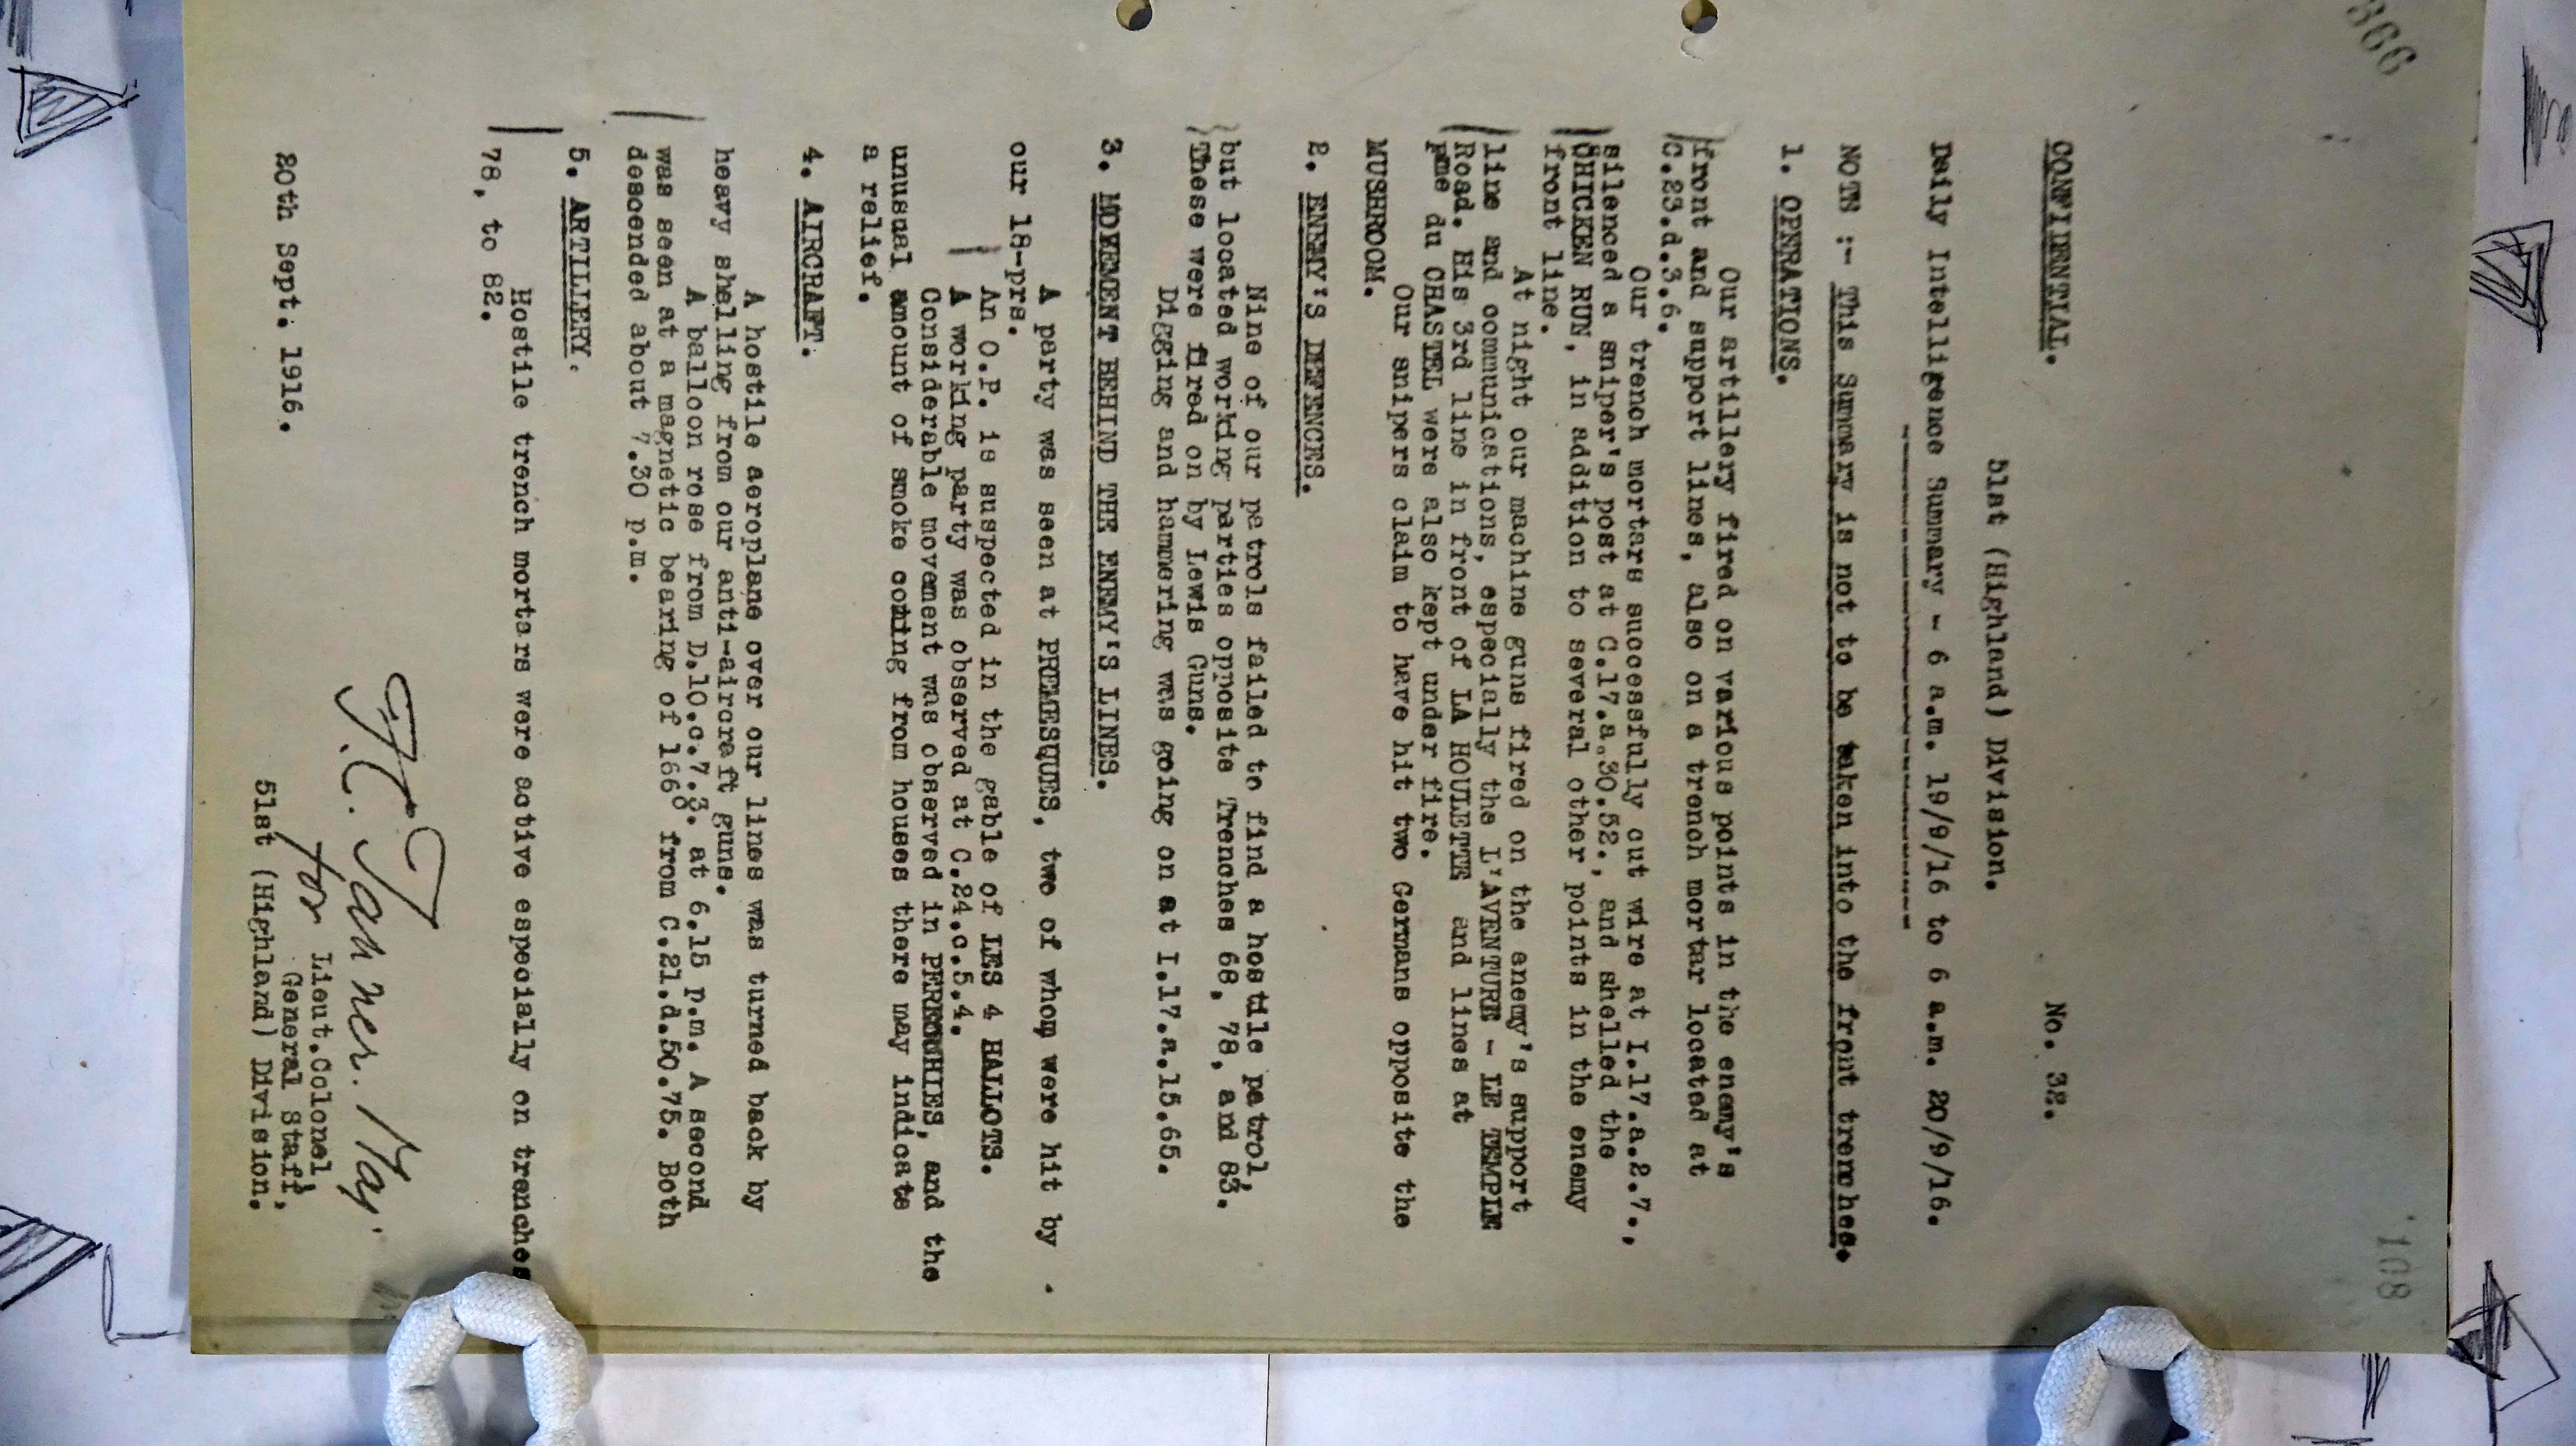 366
108
CONFIDENTIAL.
No. 32.
51st (Highland) Division.
Daily Intelligence Summary - 6 a.m. 19/9/16 to 6 a.m. 20/9/16.
NOTE :- This Summary is not to be taken into the front trenches.
1. OPERATIONS.
Our artillery fired on various points in the enemy's
front and support lines, also on a trench mortar located at
C.23.d.3.6.
Our trench mortars successfully cut wire at I.17.a.2.7.,
silenced a sniper's post at C.17.a.30.52., and shelled the
CHICKEN RUN, in addition to several other points in the enemy
front line.
At night our machine guns fired on the enemy's support
line and communications, especially the L'AVENTURE - LE TEMPLE
Road. His 3rd line in front of LA HOULETTE and lines at
pme du CHASTEL were also kept under fire.
Our snipers claim to have hit two Germans opposite the
MUSHROOM.
2. ENEMY'S DEFENCES.
Nine of our patrols failed to find a hostile patrol,
but located working parties opposite Trenches 68, 78, and 83.
These were fired on by Lewis Guns.
Digging and hammering was going on at I.17.a.15.65.
3. MOVEMENT BEHIND THE ENEMY'S LINES.
A party was seen at PREMESQUES, two of whom were hit by
our 18-prs.
An O.P. is suspected in the gable of LES 4 HALLOTS.
A working party was observed at C.24.c.5.4.
Considerable movement was observed in PERENCHIES, and the
unusual amount of smoke coming from houses there may indicate
a relief.
4. AIRCRAFT.
A hostile aeroplane over our lines was turned back by
heavy shelling from our anti-aircraft guns.
A balloon rose from D.10.c.7.3. at 6.15 p.m. A second
was seen at a magnetic bearing of 166° from C.21.d.50.75. Both
descended about 7.30 p.m.
5. ARTILLERY.
Hostile trench mortars were active especially on trenches
78, to 82.
for
Lieut.Colonel,
General Staff,
20th Sept. 1916.
51st (Highland) Division.